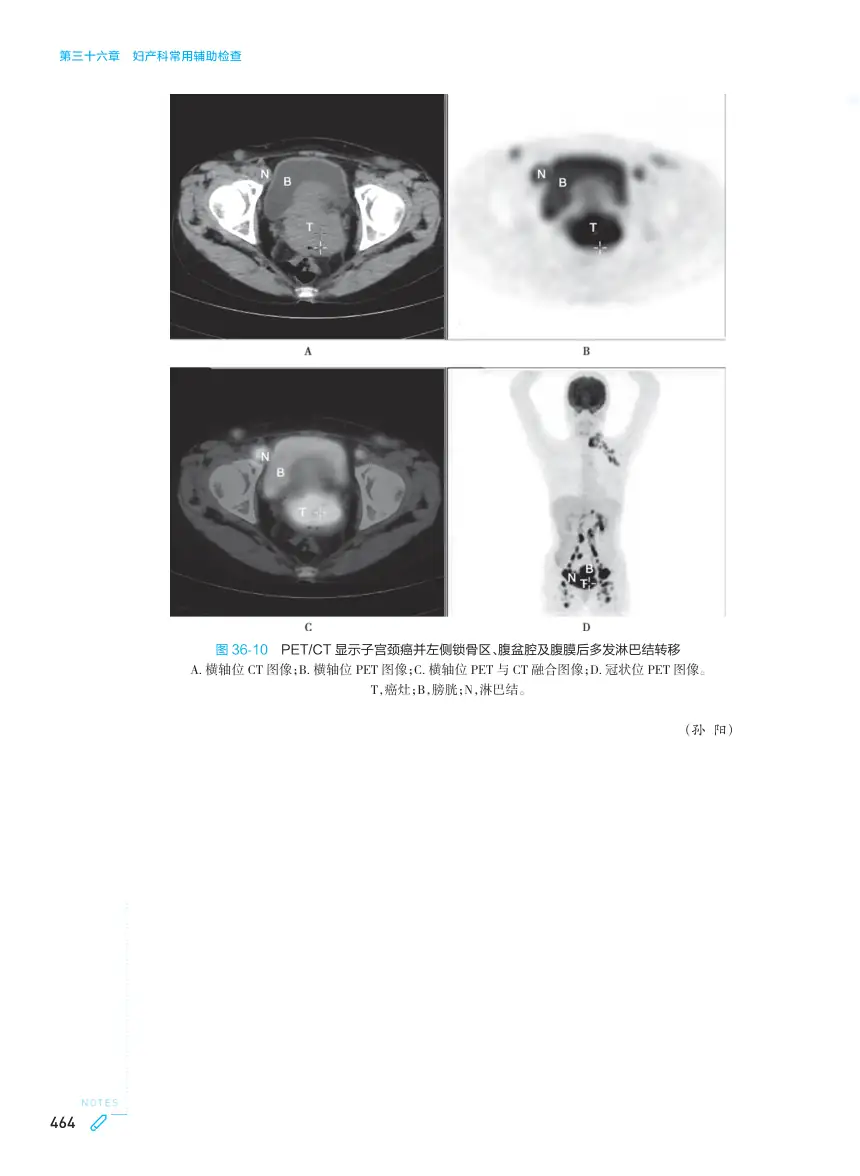 第三十六章 妇产科常用辅助检查
N
B
T
N
B
T
A
B
N
B
T
B
N
T
C
D
图 36-10 PET/CT 显示子宫颈癌并左侧锁骨区、腹盆腔及腹膜后多发淋巴结转移
A. 横轴位 CT 图像;B. 横轴位 PET 图像;C. 横轴位 PET 与 CT 融合图像;D. 冠状位 PET 图像。
T,癌灶;B,膀胱;N,淋巴结。
(孙 阳)
NOTES
464